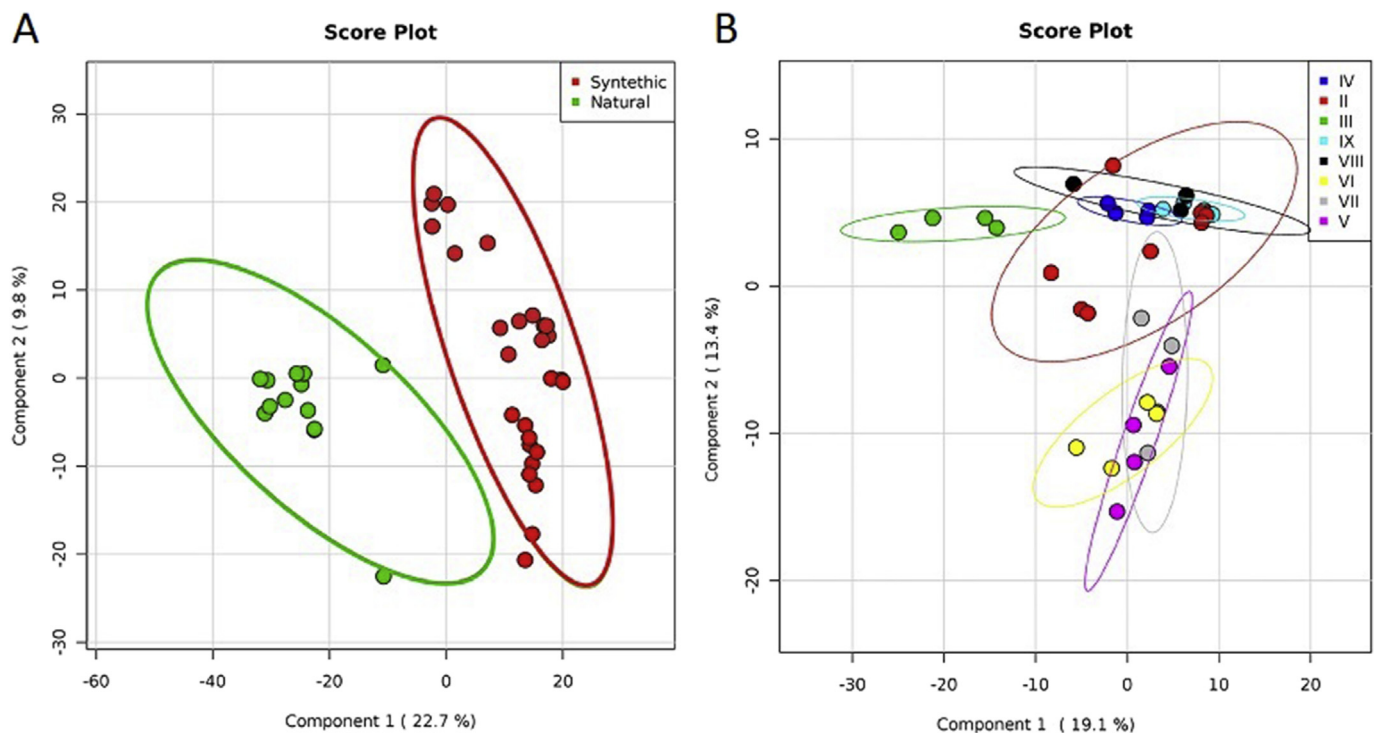 A
Score Plot
Syntethic
Natural
Component 2 ( 9.8 %)
30
20
10
0
-10
-20
-30
-60
-40
-20
0
20
Component 1 ( 22.7 %)
B
Score Plot
IV
II
III
IX
VIII
VI
VII
V
Component 2 ( 13.4 %)
10
0
-10
-20
-30
-20
-10
0
10
20
Component 1 ( 19.1 %)